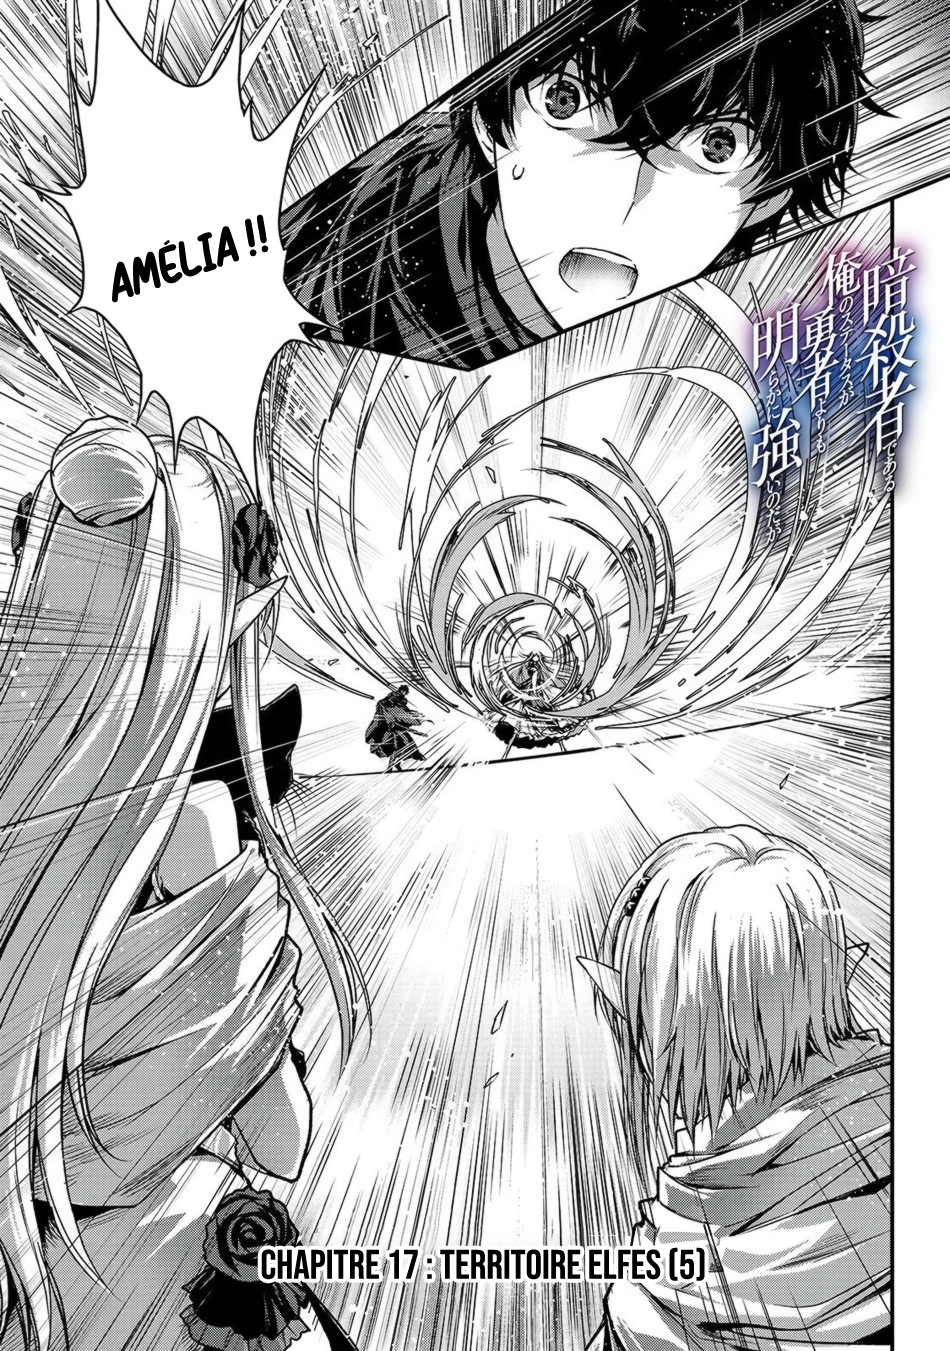 AMÉLIA !!
暗殺者である
俺のステータスが
勇者よりも
明らかに
強いのだが
CHAPITRE 17 : TERRITOIRE ELFES (5)